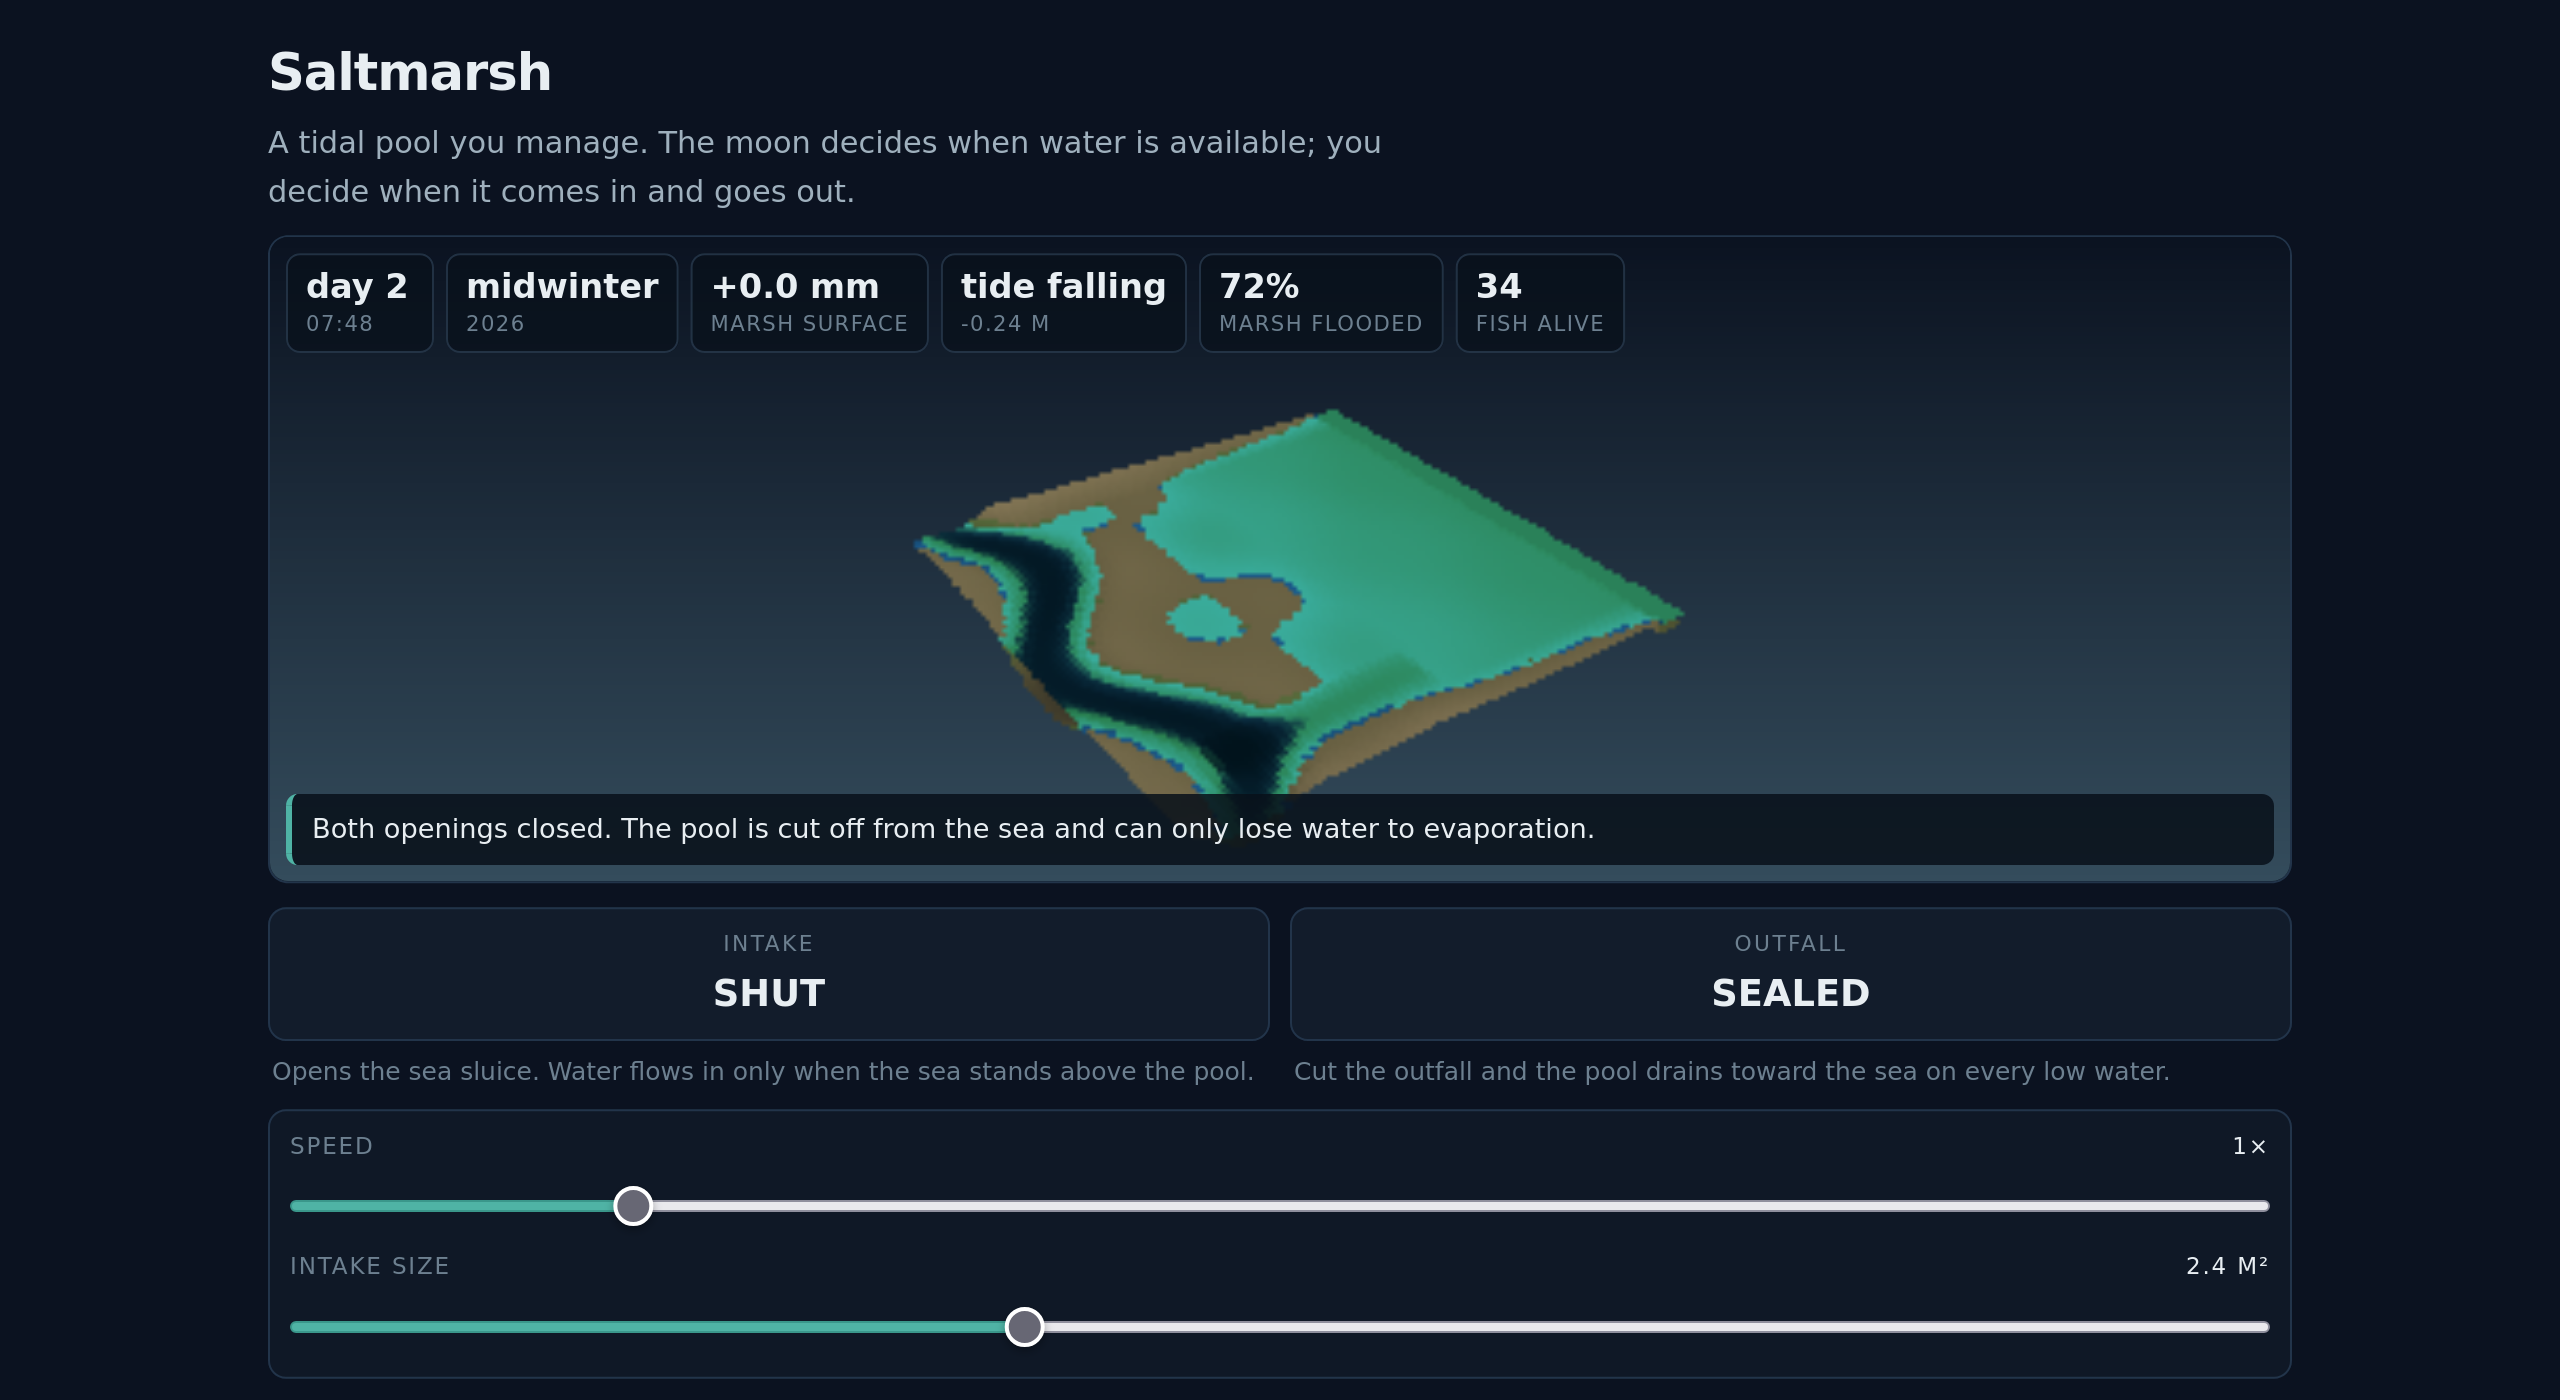 Saltmarsh
A tidal pool you manage. The moon decides when water is available; you
decide when it comes in and goes out.
day 2
07:48
midwinter
2026
+0.0 mm
MARSH SURFACE
tide falling
-0.24 M
72%
MARSH FLOODED
34
FISH ALIVE
Both openings closed. The pool is cut off from the sea and can only lose water to evaporation.
INTAKE
SHUT
OUTFALL
SEALED
Opens the sea sluice. Water flows in only when the sea stands above the pool.
Cut the outfall and the pool drains toward the sea on every low water.
SPEED
1×
INTAKE SIZE
2.4 M²